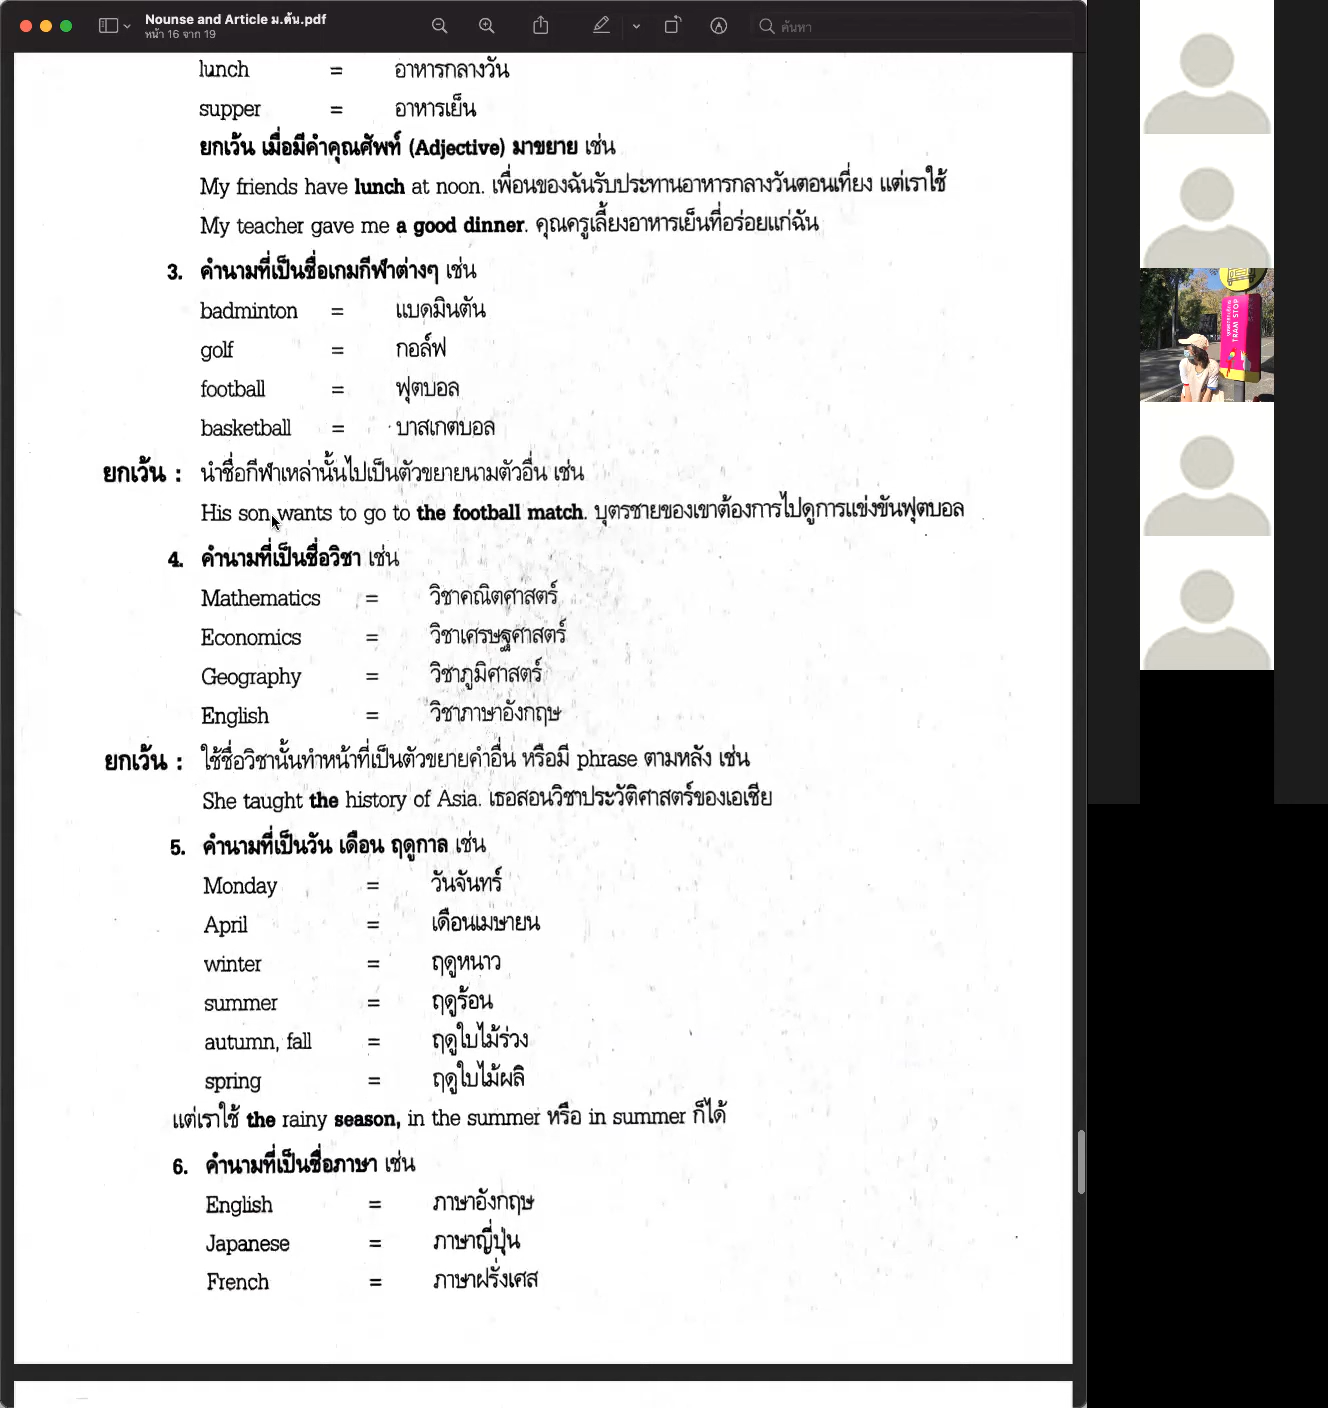 Nounse and Article ม.ต้น.pdf
หน้า 16 จาก 19
ค้นหา
lunch = อาหารกลางวัน
supper = อาหารเย็น
ยกเว้น เมื่อมีคำคุณศัพท์ (Adjective) มาขยาย เช่น
My friends have lunch at noon. เพื่อนของฉันรับประทานอาหารกลางวันตอนเที่ยง แต่เราใช้
My teacher gave me a good dinner. คุณครูเลี้ยงอาหารเย็นที่อร่อยแก่ฉัน
3. คำนามที่เป็นชื่อเกมกีฬาต่างๆ เช่น
badminton = แบดมินตัน
golf = กอล์ฟ
football = ฟุตบอล
basketball = บาสเกตบอล
ยกเว้น : นำชื่อกีฬาเหล่านั้นไปเป็นตัวขยายนามตัวอื่น เช่น
His son wants to go to the football match. บุตรชายของเขาต้องการไปดูการแข่งขันฟุตบอล
4. คำนามที่เป็นชื่อวิชา เช่น
Mathematics = วิชาคณิตศาสตร์
Economics = วิชาเศรษฐศาสตร์
Geography = วิชาภูมิศาสตร์
English = วิชาภาษาอังกฤษ
ยกเว้น : ใช้ชื่อวิชานั้นทำหน้าที่เป็นตัวขยายคำอื่น หรือมี phrase ตามหลัง เช่น
She taught the history of Asia. เธอสอนวิชาประวัติศาสตร์ของเอเชีย
5. คำนามที่เป็นวัน เดือน ฤดูกาล เช่น
Monday = วันจันทร์
April = เดือนเมษายน
winter = ฤดูหนาว
summer = ฤดูร้อน
autumn, fall = ฤดูใบไม้ร่วง
spring = ฤดูใบไม้ผลิ
แต่เราใช้ the rainy season, in the summer หรือ in summer ก็ได้
6. คำนามที่เป็นชื่อภาษา เช่น
English = ภาษาอังกฤษ
Japanese = ภาษาญี่ปุ่น
French = ภาษาฝรั่งเศส
TRAM STOP